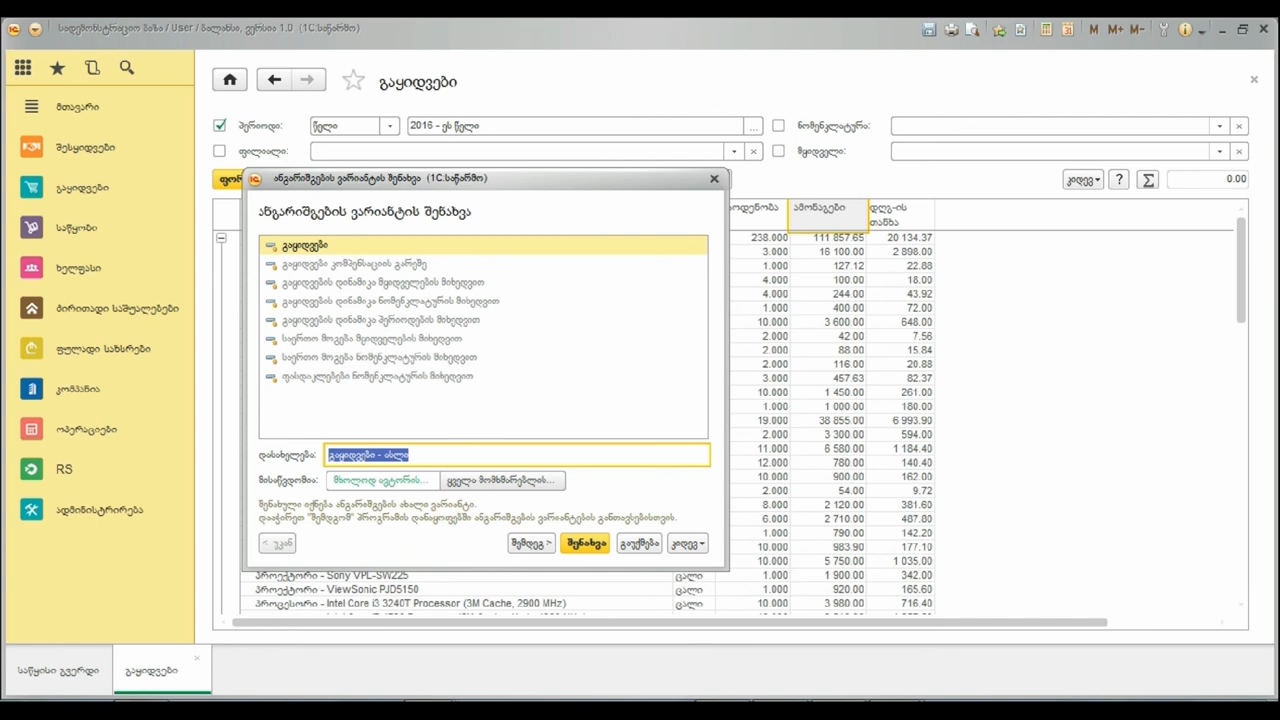 სადემონსტრაციო ბაზა / User / ბალანსი, ვერსია 1.0 (1C:საწარმო)
M M+ M-
მთავარი
შესყიდვები
გაყიდვები
საწყობი
ხელფასი
ძირითადი საშუალებები
ფულადი სახსრები
კომპანია
ოპერაციები
RS
ადმინისტრირება
გაყიდვები
პერიოდი: წელი 2016 - ეს წელი ... ნომენკლატურა:
ფილიალი: მყიდველი:
კიდევ ? Σ 0.00
ანგარიშგების ვარიანტის შენახვა (1C:საწარმო)
ანგარიშგების ვარიანტის შენახვა
გაყიდვები
გაყიდვები კომპენსაციის გარეშე
გაყიდვების დინამიკა მყიდველების მიხედვით
გაყიდვების დინამიკა ნომენკლატურის მიხედვით
გაყიდვების დინამიკა პერიოდების მიხედვით
საერთო მოგება მყიდველების მიხედვით
საერთო მოგება ნომენკლატურის მიხედვით
ფასდაკლებები ნომენკლატურის მიხედვით
დასახელება: გაყიდვები - ასლი
მისაწვდომია: მხოლოდ ავტორის... ყველა მომხმარებლის...
შენახული იქნება ანგარიშგების ახალი ვარიანტი.
დააჭირეთ "შემდგომ" პროგრამის დანაყოფებში ანგარიშგების ვარიანტების განთავსებისთვის.
< უკან შემდეგ > შენახვა გაუქმება კიდევ
ამონაგები დღგ-ის
თანხა
238.000 111 857.65 20 134.37
3.000 16 100.00 2 898.00
1.000 127.12 22.88
4.000 100.00 18.00
4.000 244.00 43.92
1.000 400.00 72.00
10.000 3 600.00 648.00
2.000 42.00 7.56
2.000 88.00 15.84
2.000 116.00 20.88
3.000 457.63 82.37
10.000 1 450.00 261.00
1.000 1 000.00 180.00
19.000 38 855.00 6 993.90
2.000 3 300.00 594.00
11.000 6 580.00 1 184.40
12.000 780.00 140.40
10.000 900.00 162.00
2.000 54.00 9.72
8.000 2 120.00 381.60
6.000 2 710.00 487.80
1.000 790.00 142.20
10.000 983.90 177.10
10.000 5 750.00 1 035.00
პროექტორი - Sony VPL-SW225 ცალი 1.000 1 900.00 342.00
პროექტორი - ViewSonic PJD5150 ცალი 1.000 920.00 165.60
პროცესორი - Intel Core i3 3240T Processor (3M Cache, 2900 MHz) ცალი 10.000 3 980.00 716.40
საწყისი გვერდი გაყიდვები